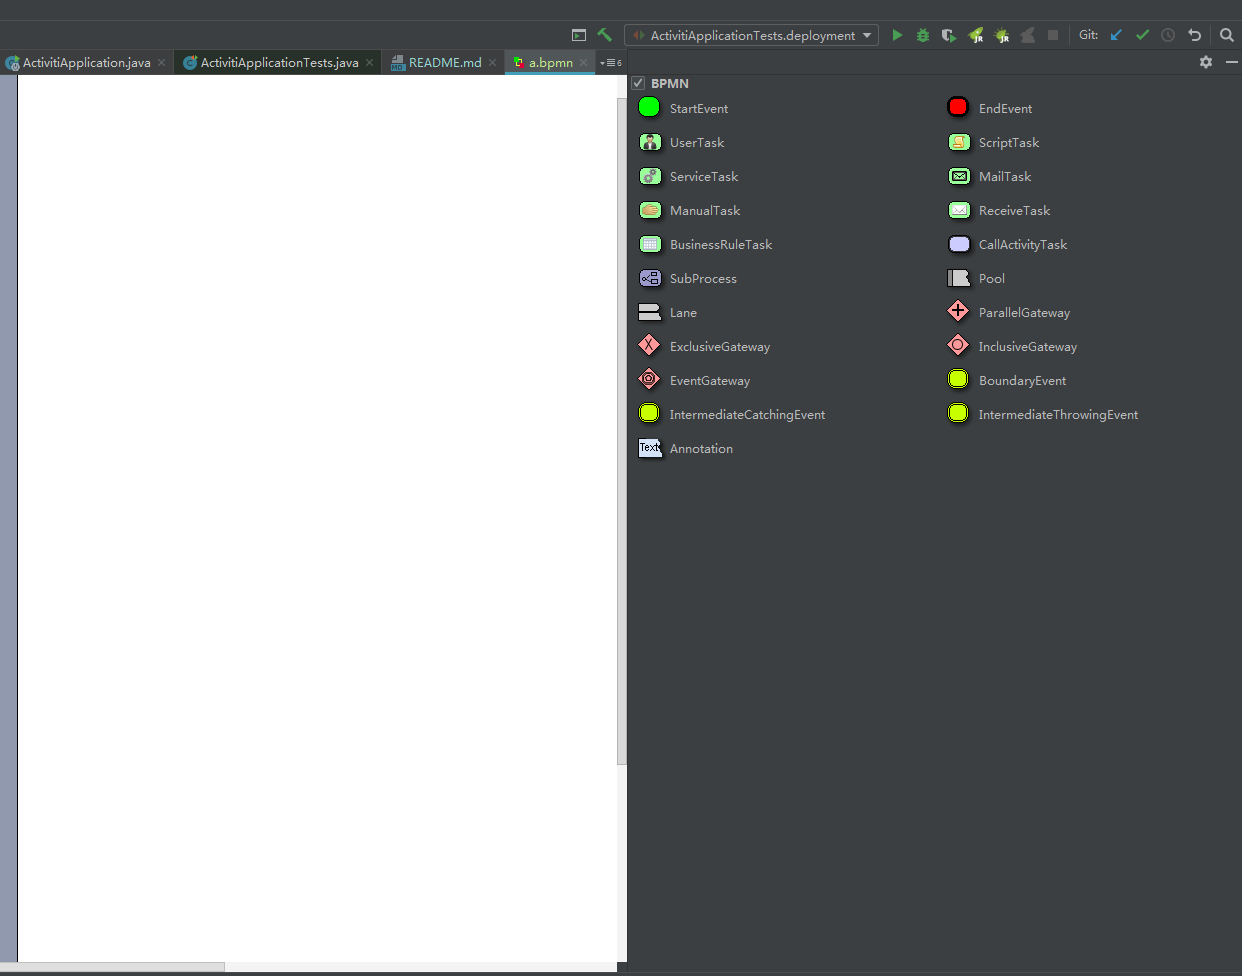 ActivitiApplicationTests.deployment
Git:
ActivitiApplication.java
ActivitiApplicationTests.java
README.md
a.bpmn
6
BPMN
StartEvent
EndEvent
UserTask
ScriptTask
ServiceTask
MailTask
ManualTask
ReceiveTask
BusinessRuleTask
CallActivityTask
SubProcess
Pool
Lane
ParallelGateway
ExclusiveGateway
InclusiveGateway
EventGateway
BoundaryEvent
IntermediateCatchingEvent
IntermediateThrowingEvent
Text
Annotation